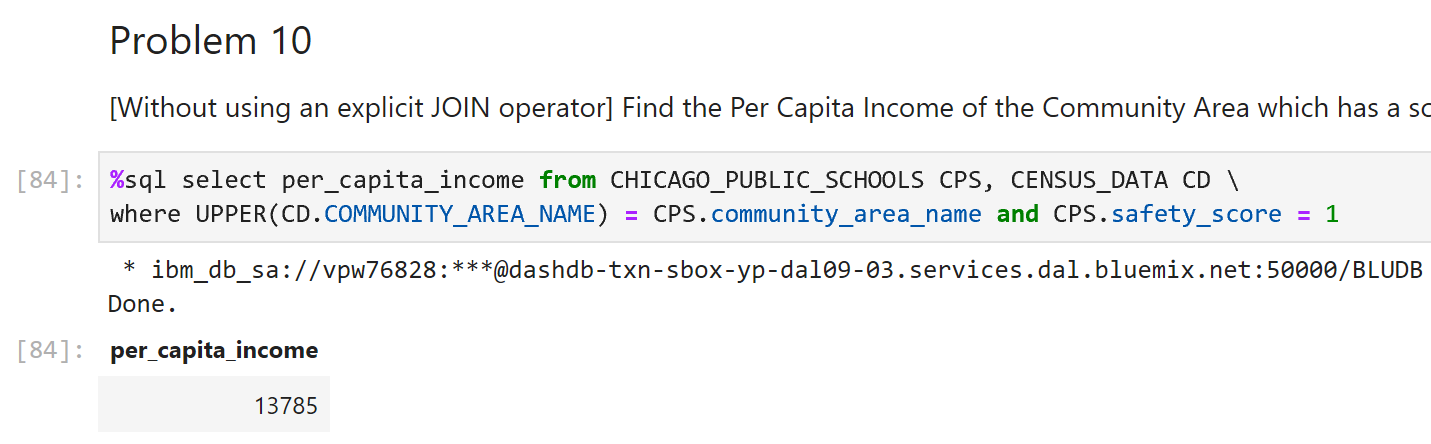 Problem 10
[Without using an explicit JOIN operator] Find the Per Capita Income of the Community Area which has a
[84]: %sql select per_capita_income from CHICAGO_PUBLIC_SCHOOLS CPS, CENSUS_DATA CD \
where UPPER(CD.COMMUNITY_AREA_NAME) = CPS.community_area_name and CPS.safety_score = 1
* ibm_db_sa://vpw76828:***@dashdb-txn-sbox-yp-dal09-03.services.dal.bluemix.net:50000/BLUDB
Done.
[84]: per_capita_income
13785